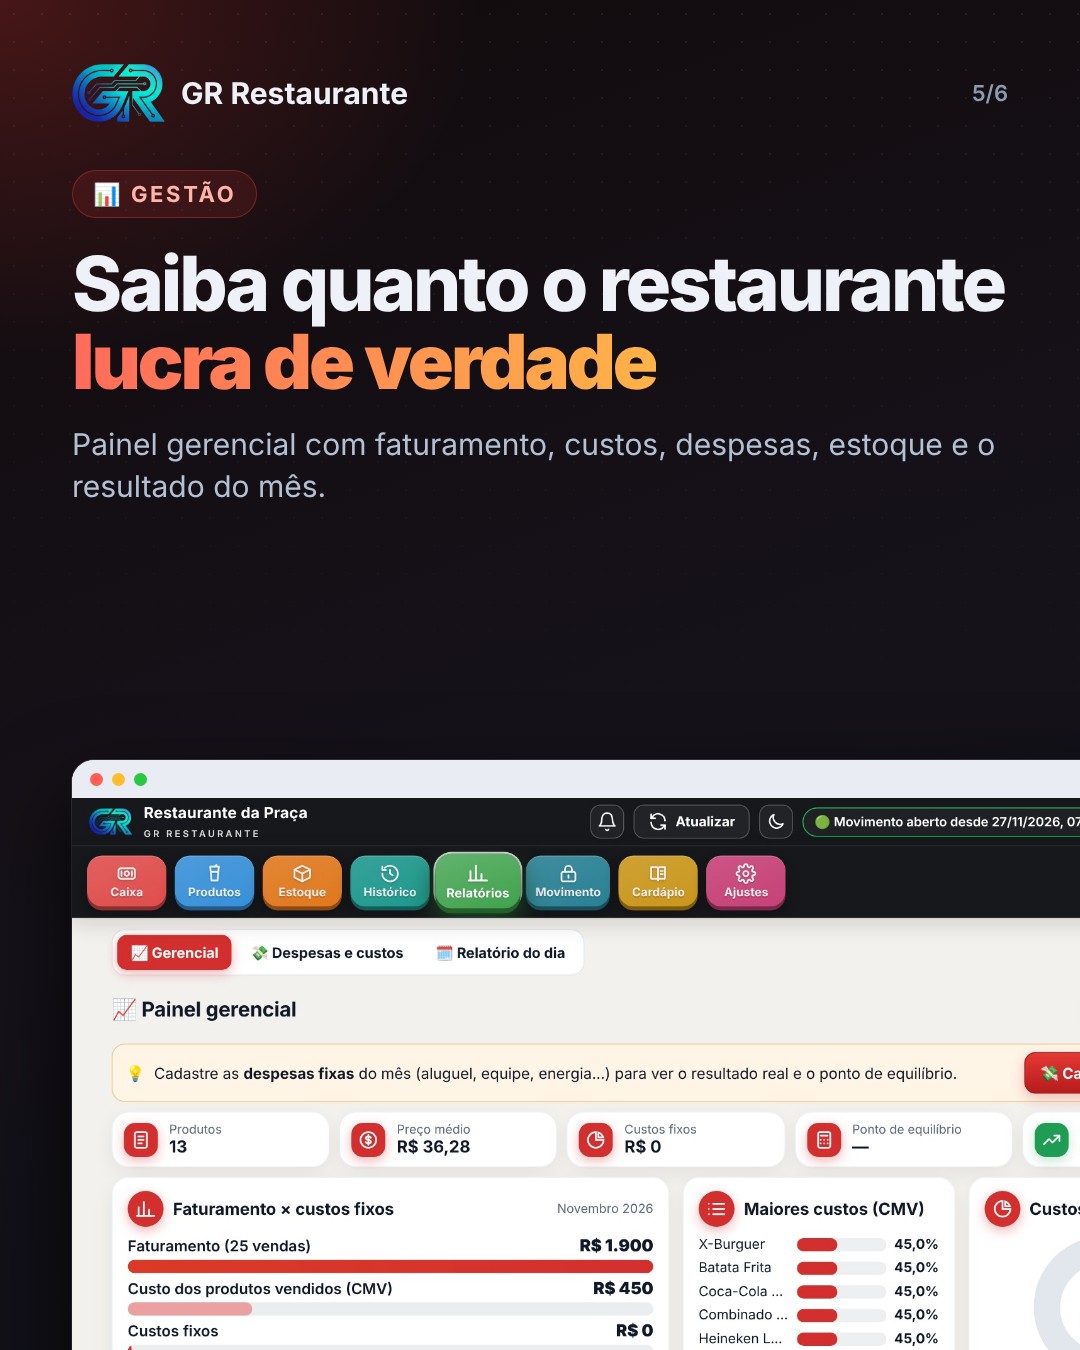 GR GR Restaurante
5/6
GESTÃO
Saiba quanto o restaurante
lucra de verdade
Painel gerencial com faturamento, custos, despesas, estoque e o
resultado do mês.
GR Restaurante da Praça
GR RESTAURANTE
Atualizar
Movimento aberto desde 27/11/2026, 07
Caixa
Produtos
Estoque
Histórico
Relatórios
Movimento
Cardápio
Ajustes
Gerencial
Despesas e custos
Relatório do dia
Painel gerencial
Cadastre as despesas fixas do mês (aluguel, equipe, energia...) para ver o resultado real e o ponto de equilíbrio.
Ca
Produtos
13
Preço médio
R$ 36,28
Custos fixos
R$ 0
Ponto de equilíbrio
—
Faturamento × custos fixos
Novembro 2026
Faturamento (25 vendas)
R$ 1.900
Custo dos produtos vendidos (CMV)
R$ 450
Custos fixos
R$ 0
Maiores custos (CMV)
X-Burguer 45,0%
Batata Frita 45,0%
Coca-Cola ... 45,0%
Combinado ... 45,0%
Heineken L... 45,0%
Custos